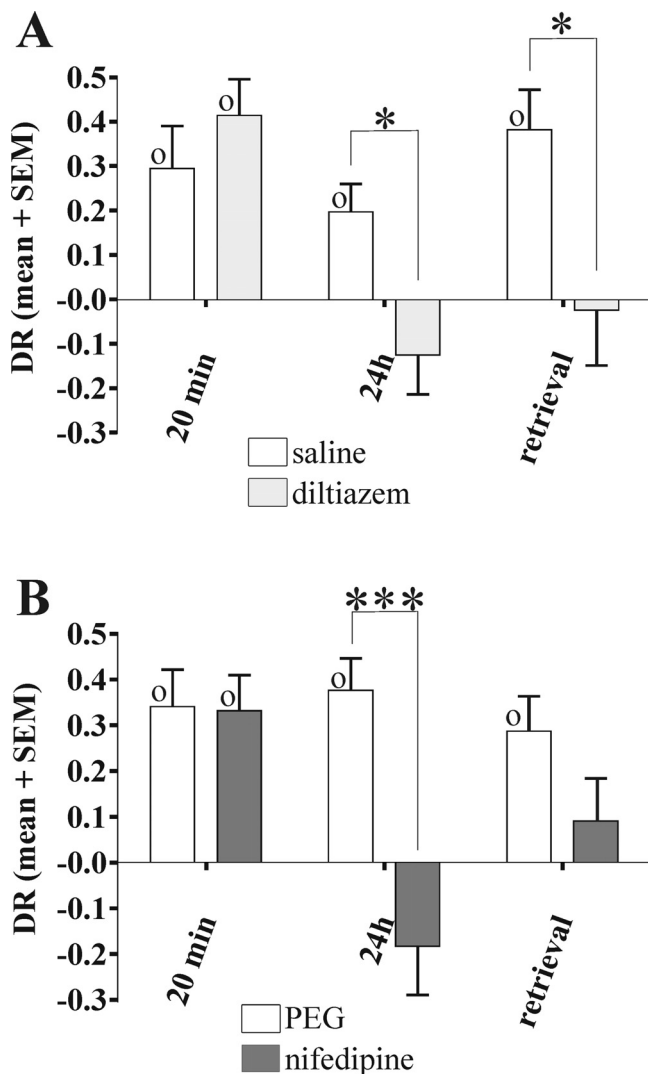 A
*
*
0.5
0.4
0.3
0.2
0.1
-0.0
-0.1
-0.2
-0.3
DR (mean + SEM)
o
o
o
o
20 min
24h
retrieval
saline
diltiazem
B
***
0.5
0.4
0.3
0.2
0.1
-0.0
-0.1
-0.2
-0.3
DR (mean + SEM)
o
o
o
o
20 min
24h
retrieval
PEG
nifedipine